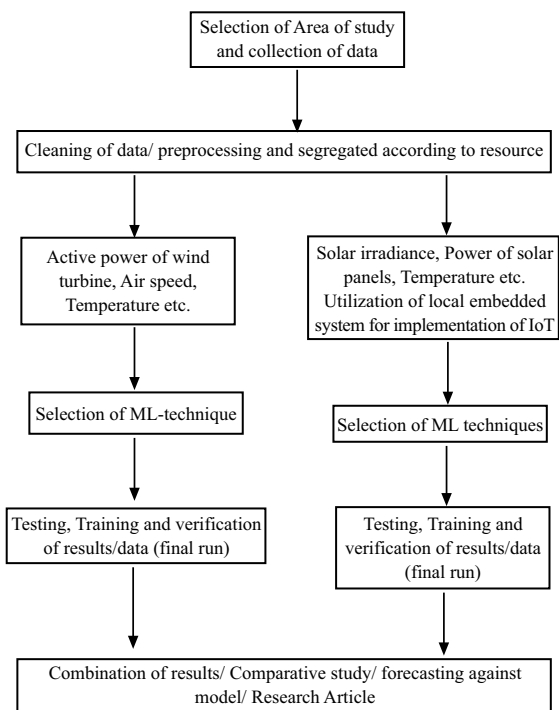 Selection of Area of study
and collection of data
Cleaning of data/ preprocessing and segregated according to resource
Active power of wind
turbine, Air speed,
Temperature etc.
Solar irradiance, Power of solar
panels, Temperature etc.
Utilization of local embedded
system for implementation of IoT
Selection of ML-technique
Selection of ML techniques
Testing, Training and verification
of results/data (final run)
Testing, Training and
verification of results/data
(final run)
Combination of results/ Comparative study/ forecasting against
model/ Research Article